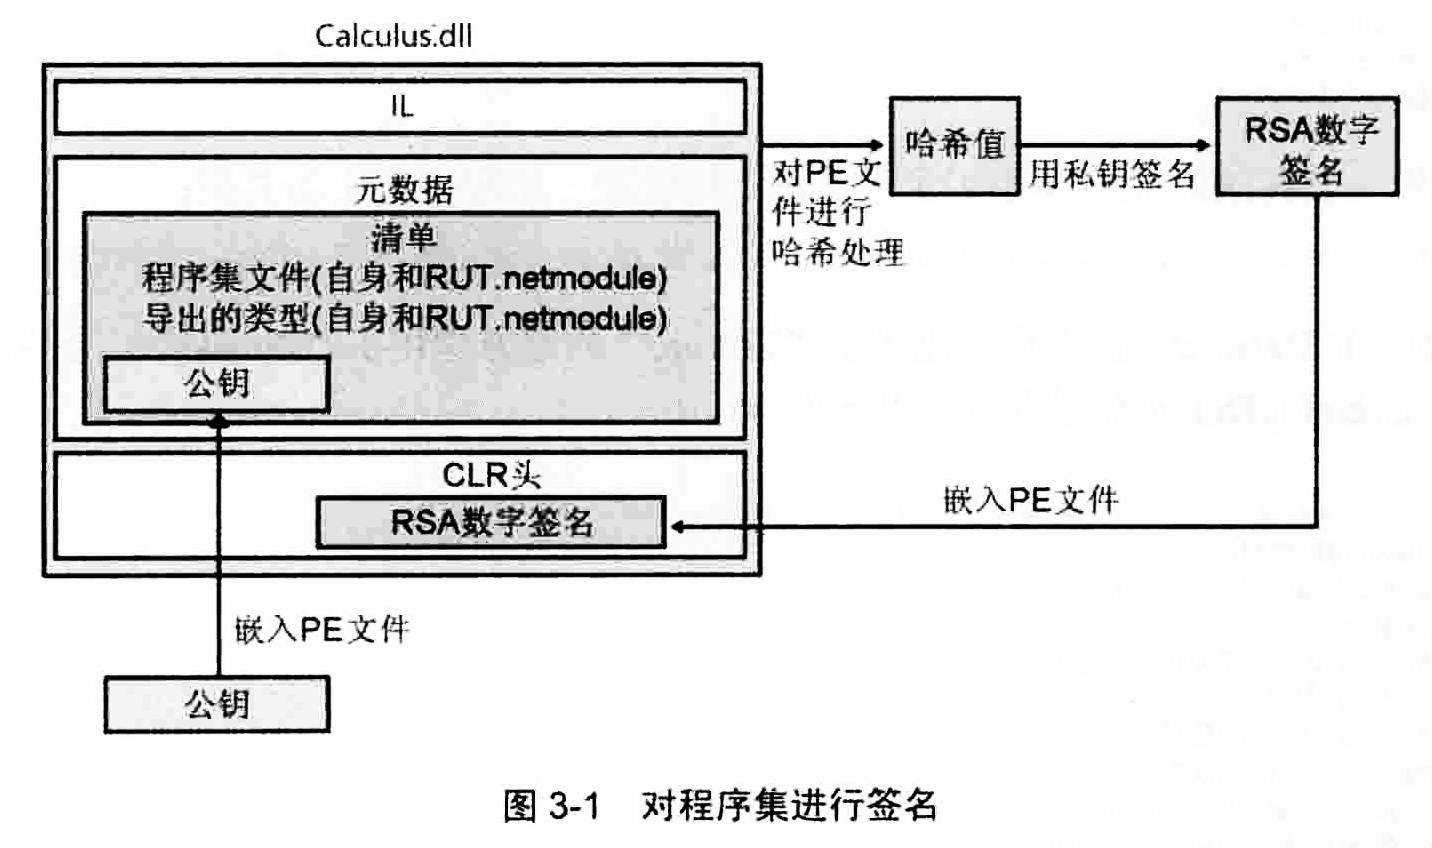 Calculus.dll
IL
元数据
清单
程序集文件(自身和RUT.netmodule)
导出的类型(自身和RUT.netmodule)
公钥
CLR头
RSA数字签名
嵌入PE文件
公钥
对PE文
件进行
哈希处理
哈希值
用私钥签名
RSA数字
签名
嵌入PE文件
图 3-1 对程序集进行签名